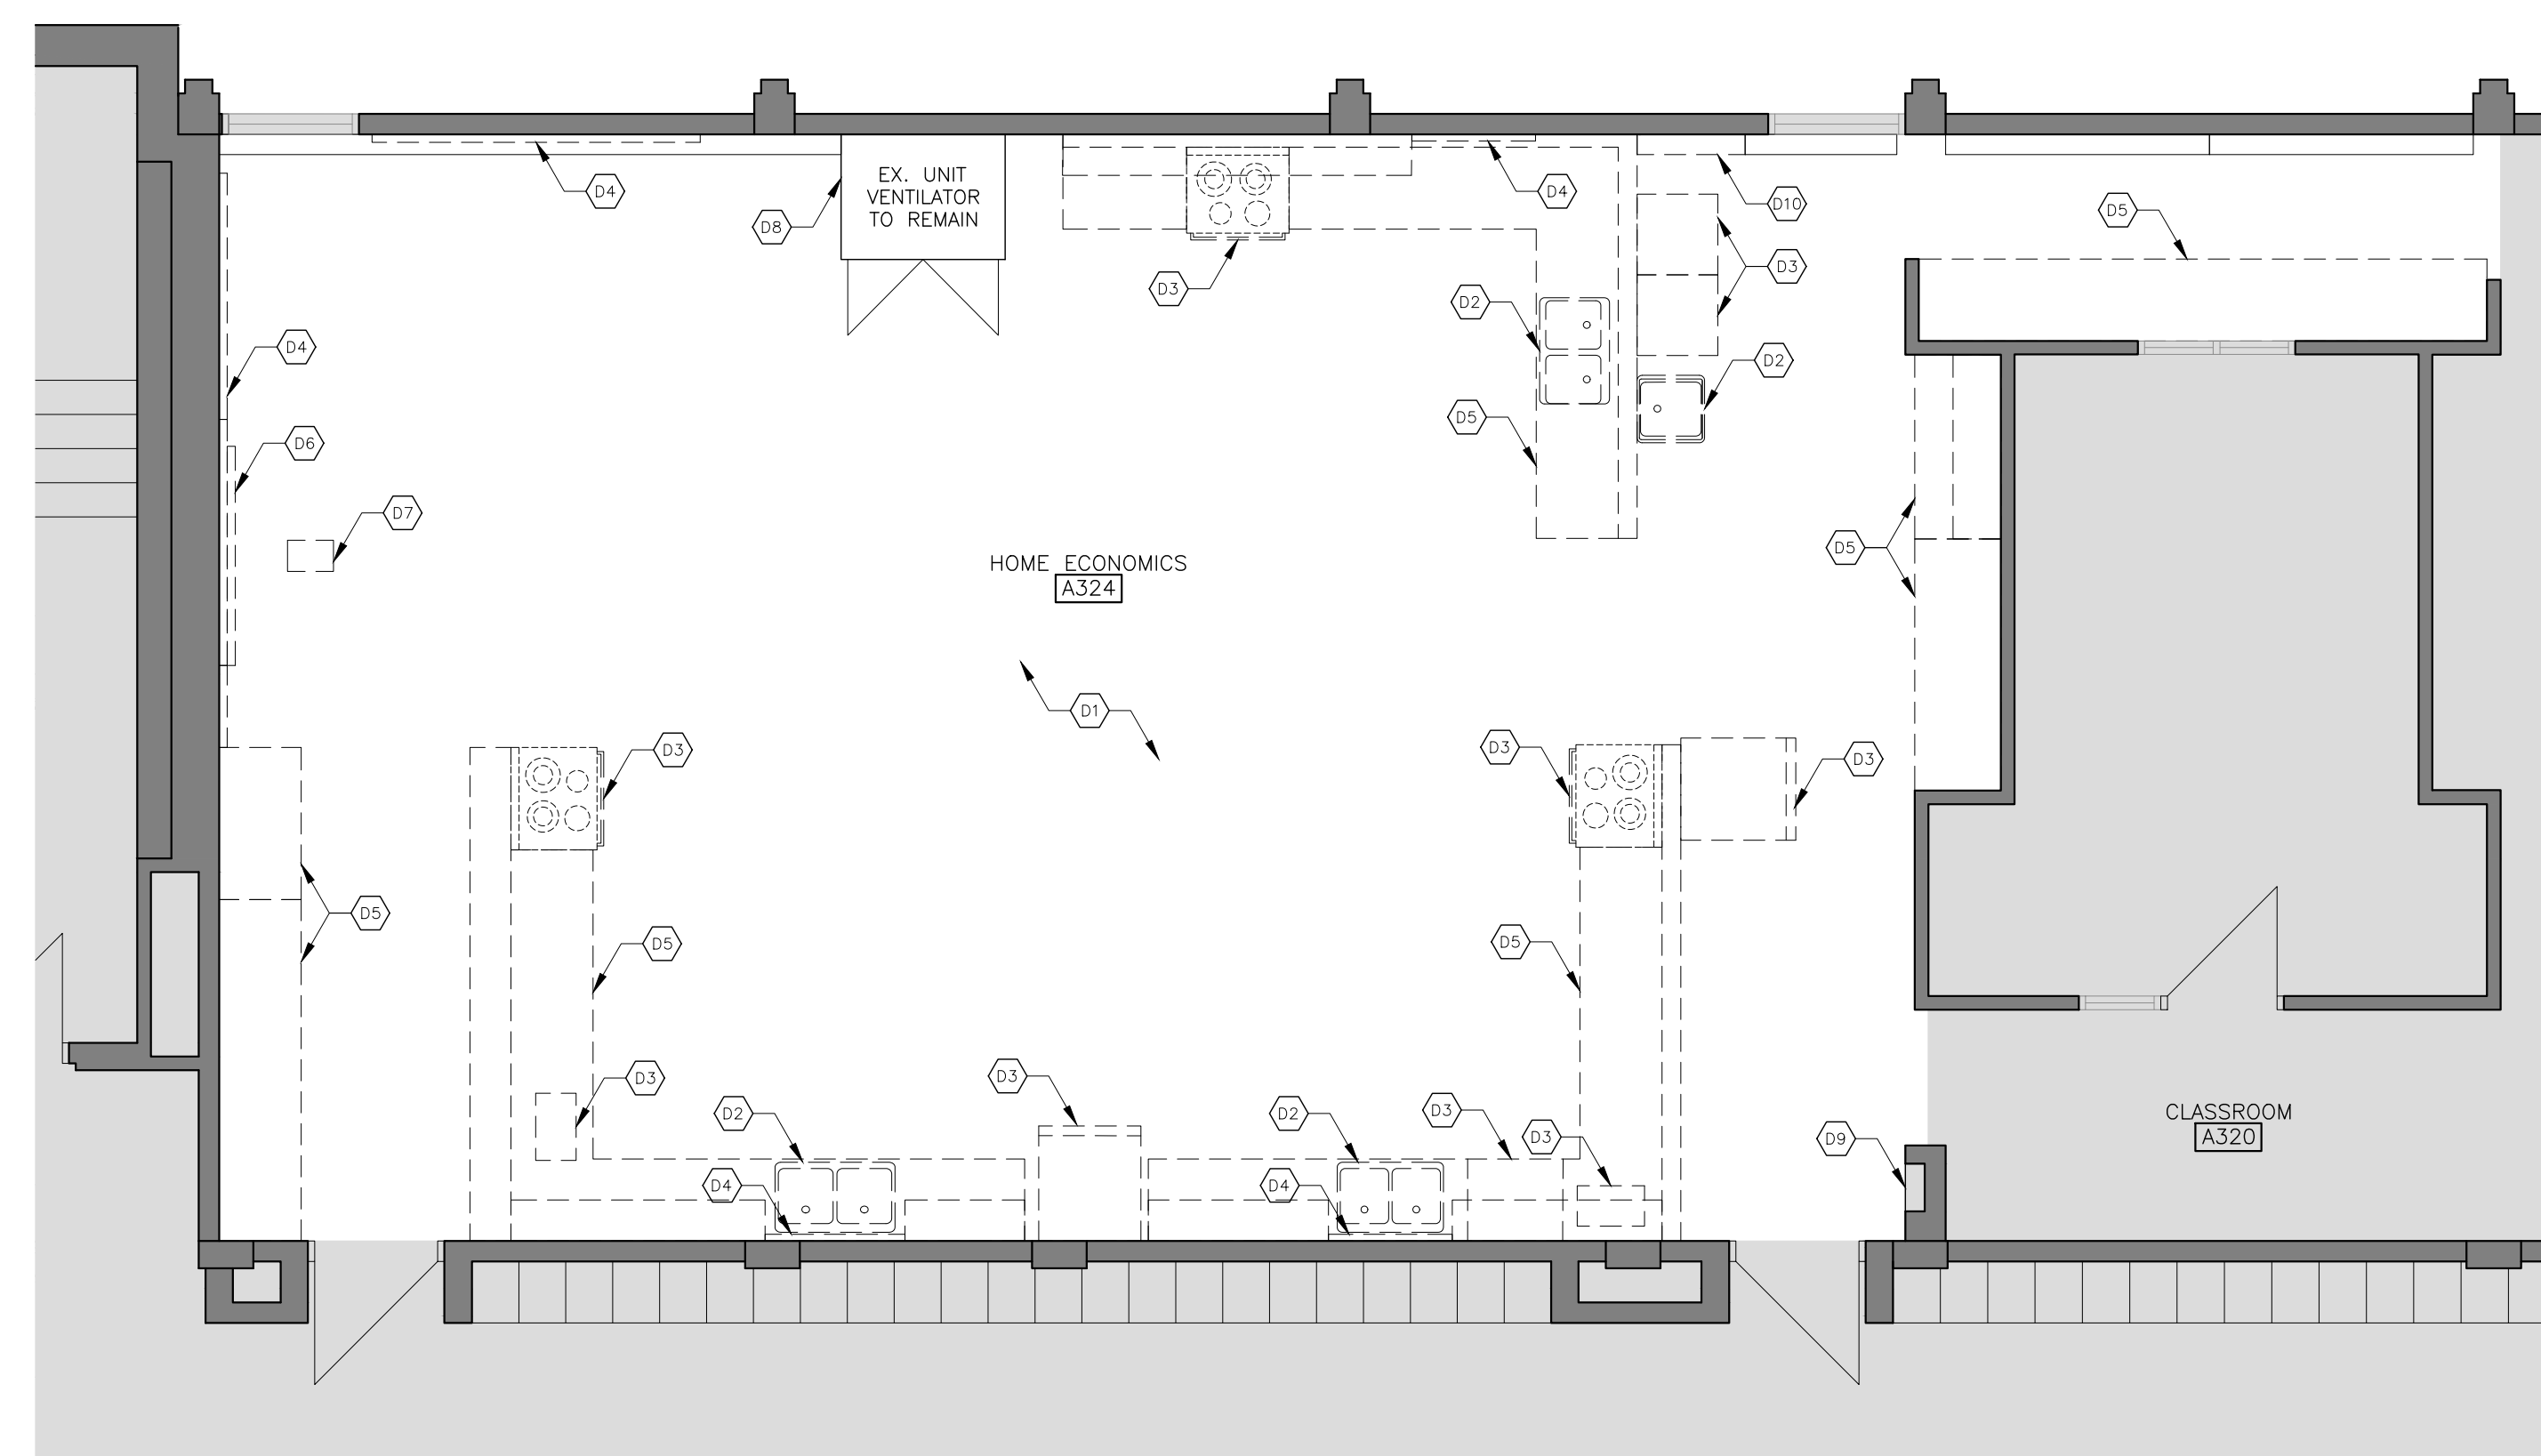 D4
EX. UNIT
VENTILATOR
TO REMAIN
D8
D4
D10
D5
D3
D3
D2
D4
D2
D5
D6
D7
D5
HOME ECONOMICS
A324
D1
D3
D3
D3
D5
D5
D5
D3
D3
D2
D2
D3
D3
D9
CLASSROOM
A320
D4
D4